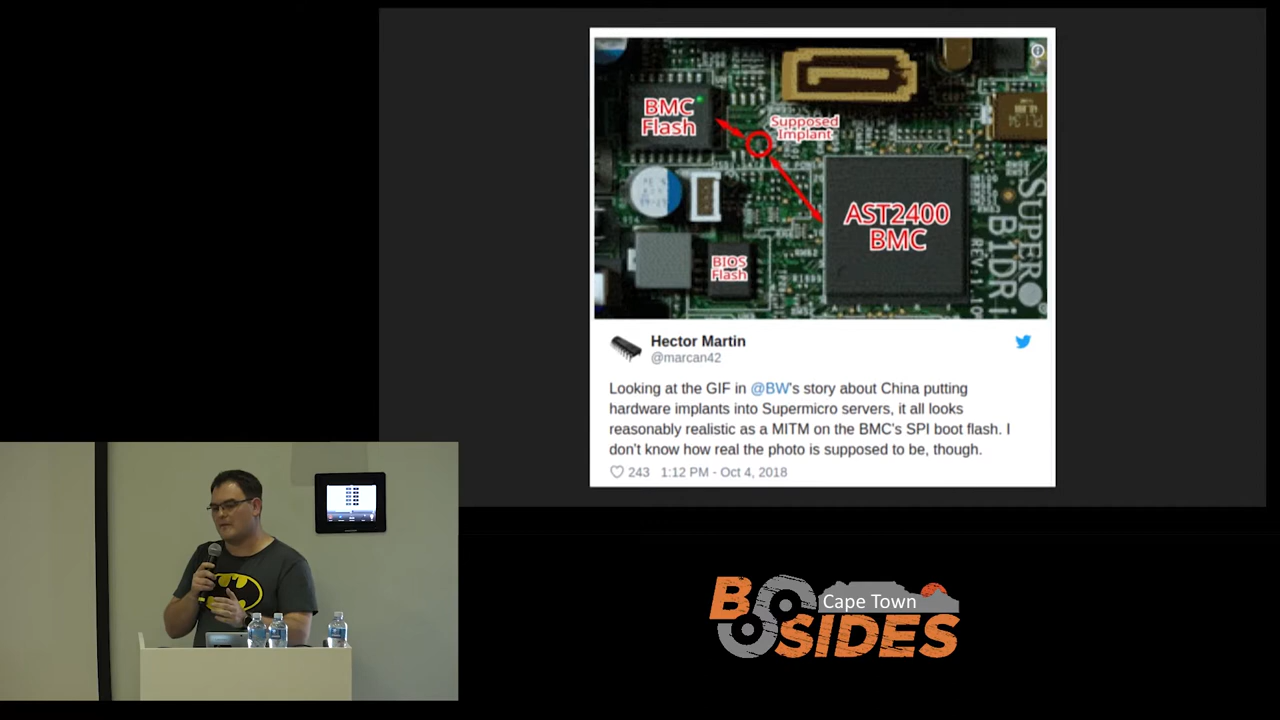 BMC
Flash
Supposed
Implant
AST2400
BMC
BIOS
Flash
SUPER
B1DRi
REV:1.10
Hector Martin
@marcan42
Looking at the GIF in @BW's story about China putting
hardware implants into Supermicro servers, it all looks
reasonably realistic as a MITM on the BMC's SPI boot flash. I
don't know how real the photo is supposed to be, though.
243 1:12 PM - Oct 4, 2018
BSIDES
Cape Town